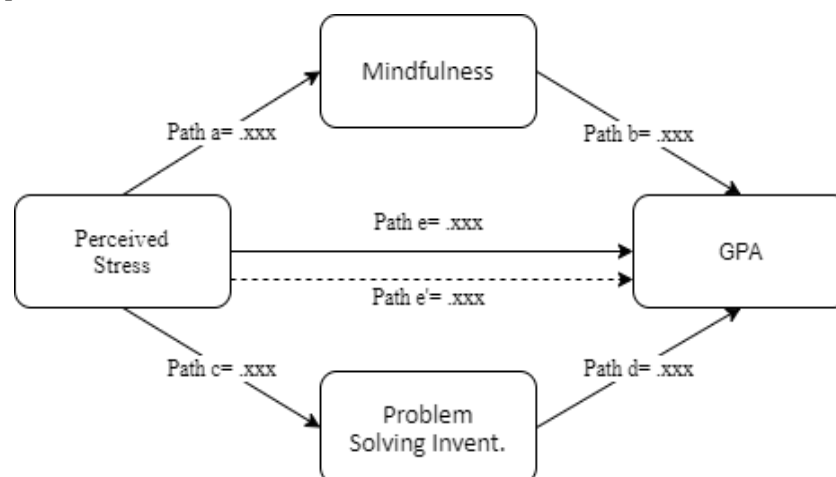 Mindfulness
Path a= .xxx
Path b= .xxx
Perceived
Stress
Path e= .xxx
GPA
Path e'= .xxx
Path c= .xxx
Path d= .xxx
Problem
Solving Invent.